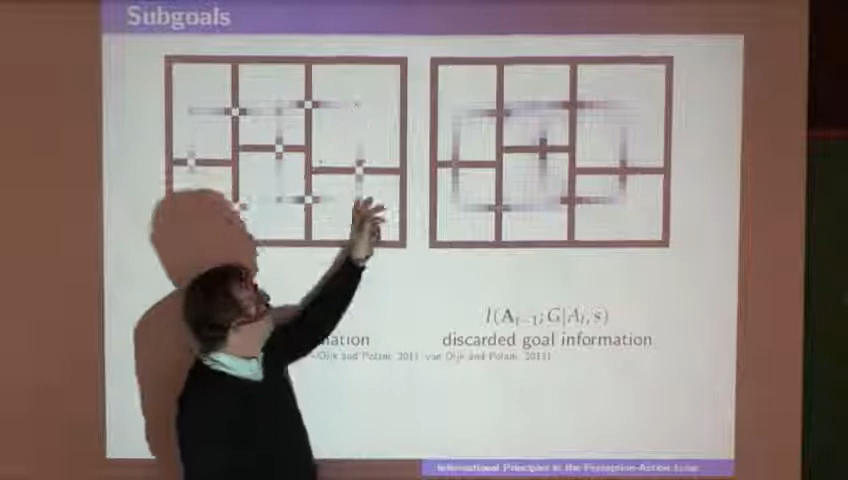 Subgoals
I(A_{t−1}; G|A_t, s)
discarded goal information
van Dijk and Polani, 2011
Informational Principles in the Perception-Action Loop